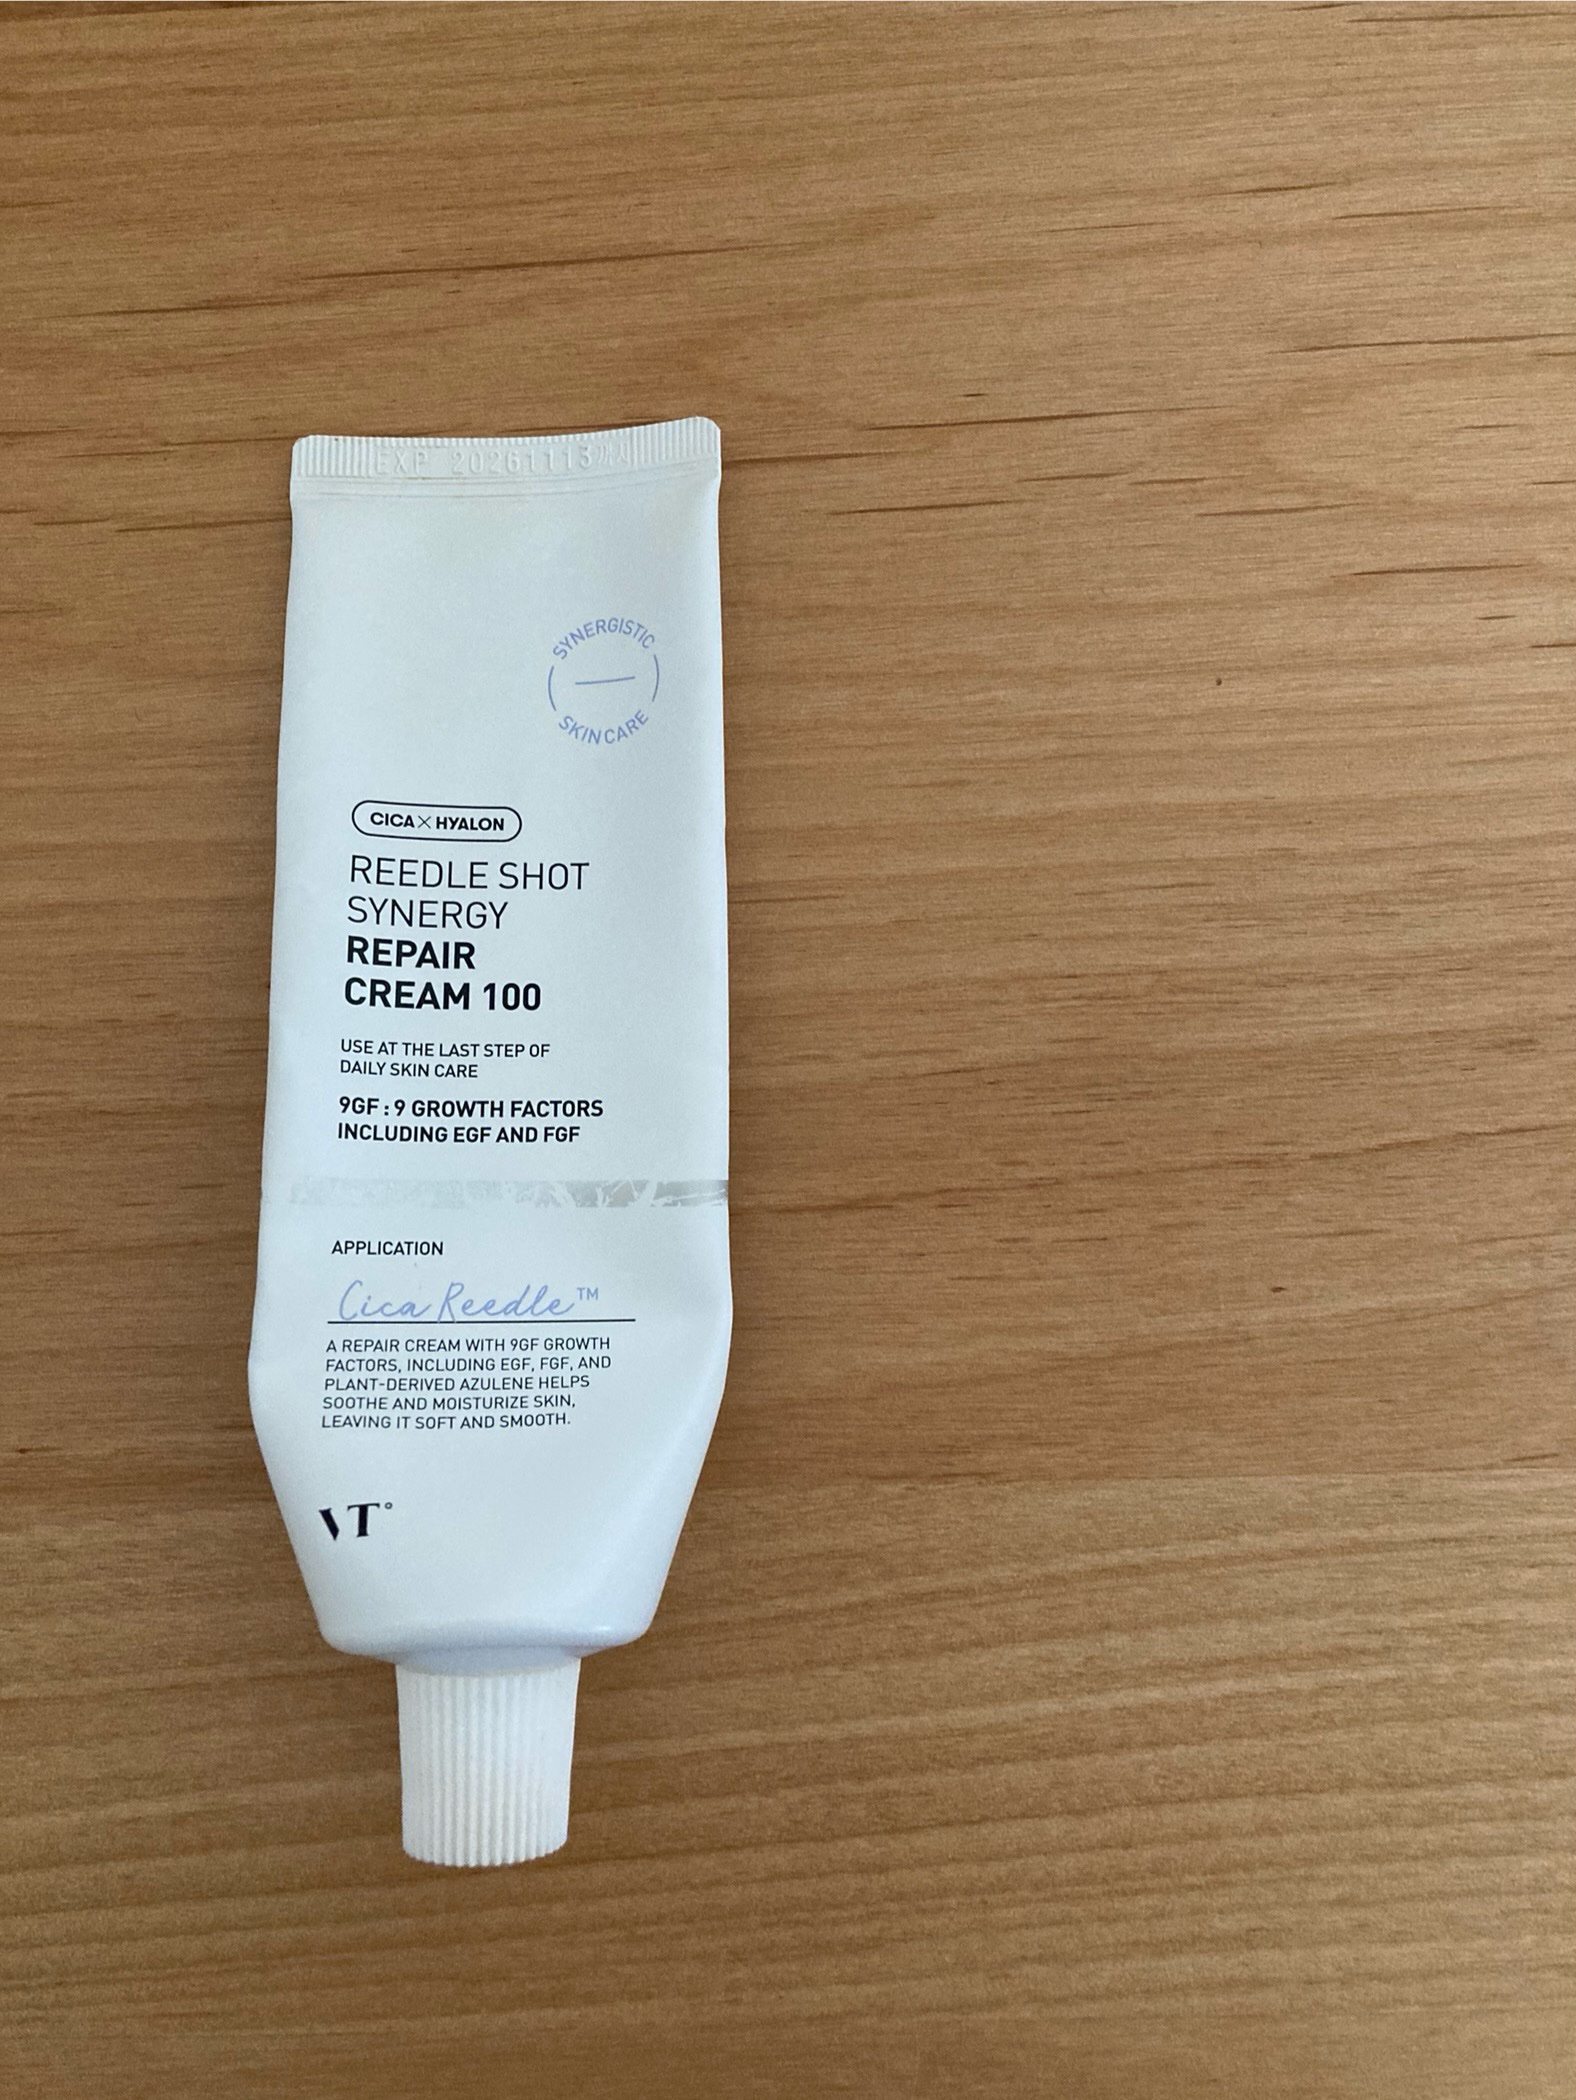 EXP 20261113까지
SYNERGISTIC
SKINCARE
CICA×HYALON
REEDLE SHOT
SYNERGY
REPAIR
CREAM 100
USE AT THE LAST STEP OF
DAILY SKIN CARE
9GF : 9 GROWTH FACTORS
INCLUDING EGF AND FGF
APPLICATION
Cica Reedle™
A REPAIR CREAM WITH 9GF GROWTH
FACTORS, INCLUDING EGF, FGF, AND
PLANT-DERIVED AZULENE HELPS
SOOTHE AND MOISTURIZE SKIN,
LEAVING IT SOFT AND SMOOTH.
VT°